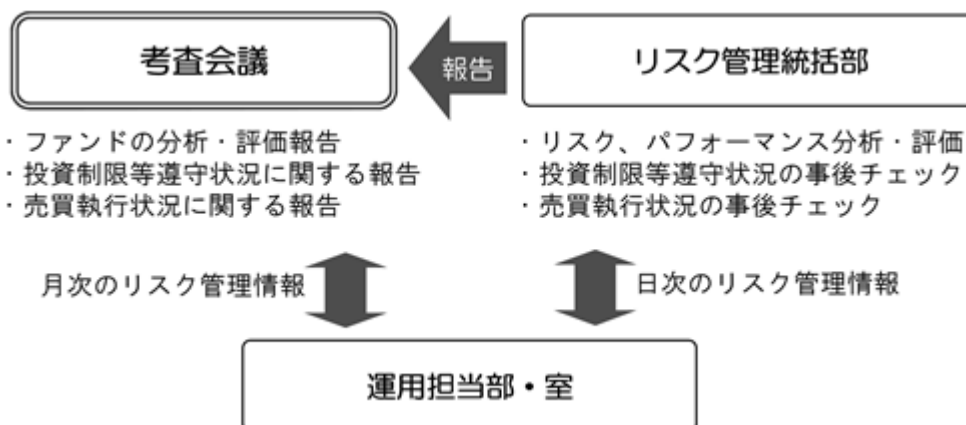 考査会議
報告
リスク管理統括部
・ファンドの分析・評価報告
・投資制限等遵守状況に関する報告
・売買執行状況に関する報告
・リスク、パフォーマンス分析・評価
・投資制限等遵守状況の事後チェック
・売買執行状況の事後チェック
月次のリスク管理情報
日次のリスク管理情報
運用担当部・室